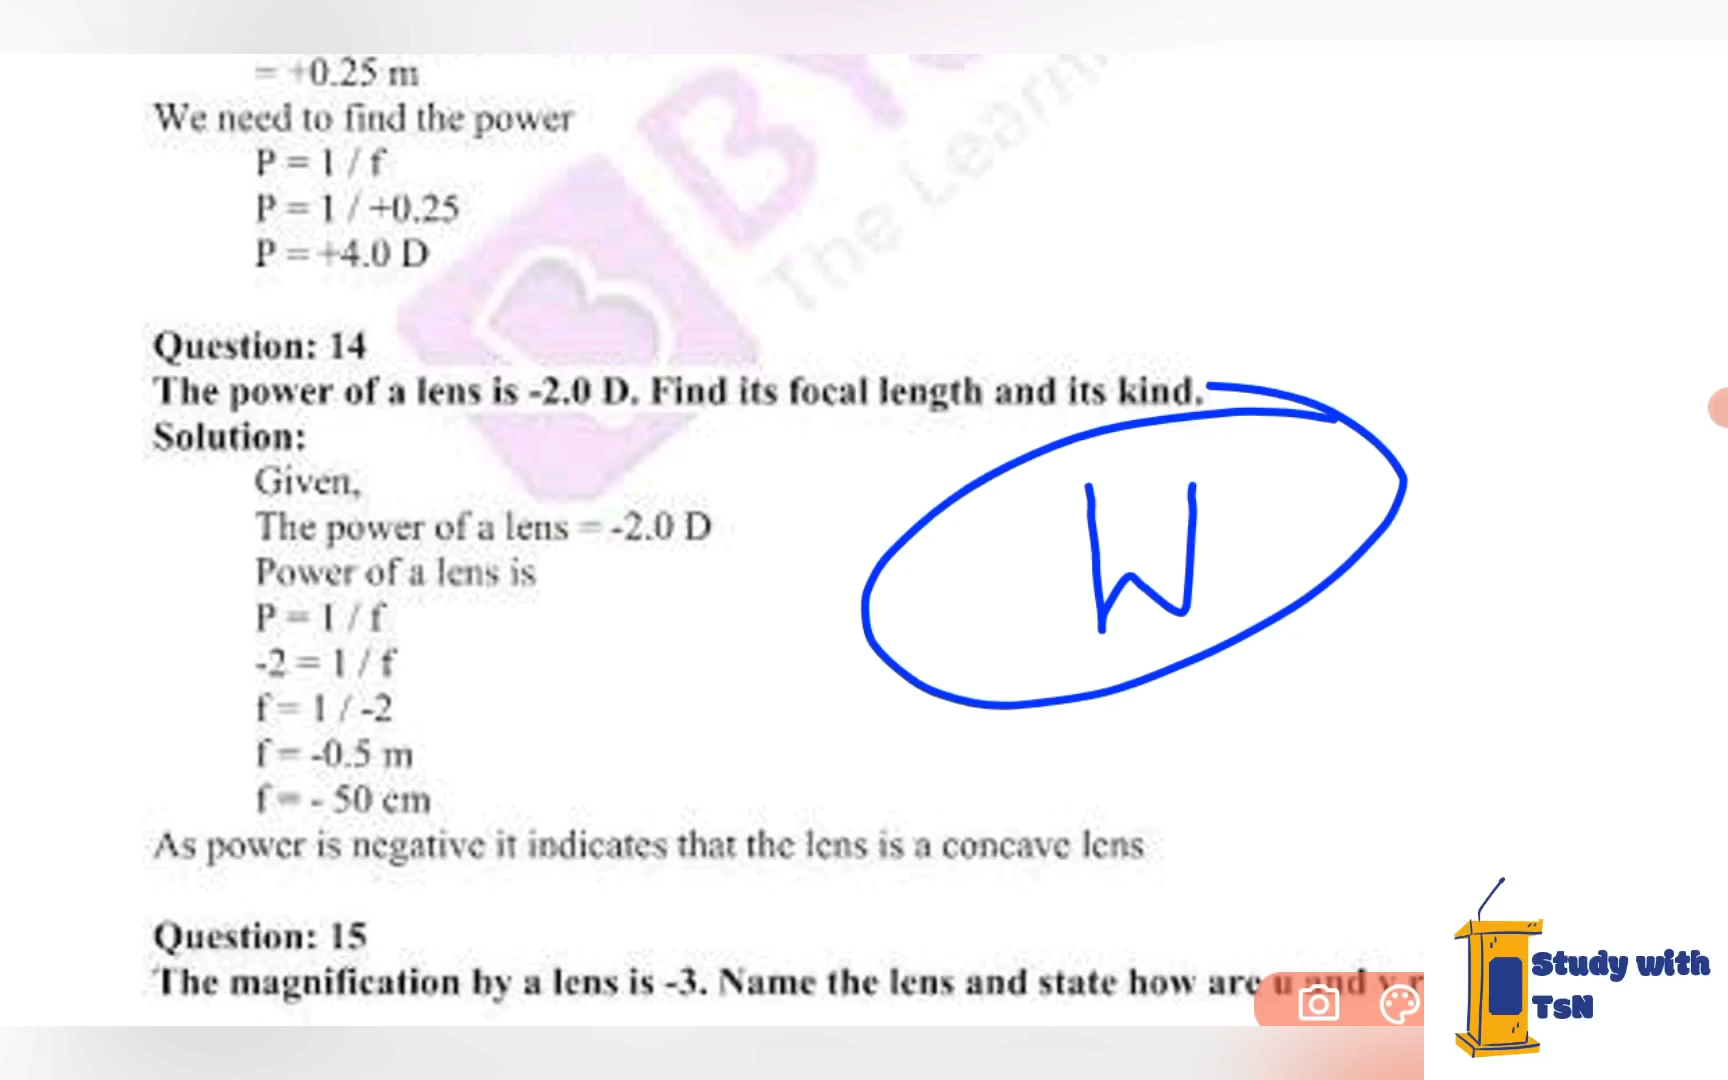 = +0.25 m
We need to find the power
P = 1 / f
P = 1 / +0.25
P = +4.0 D
The Learn
Question: 14
The power of a lens is -2.0 D. Find its focal length and its kind.
Solution:
Given,
The power of a lens = -2.0 D
Power of a lens is
P = 1 / f
-2 = 1 / f
f = 1 / -2
f = -0.5 m
f = - 50 cm
W
As power is negative it indicates that the lens is a concave lens
Question: 15
The magnification by a lens is -3. Name the lens and state how are u and v
Study with
TsN